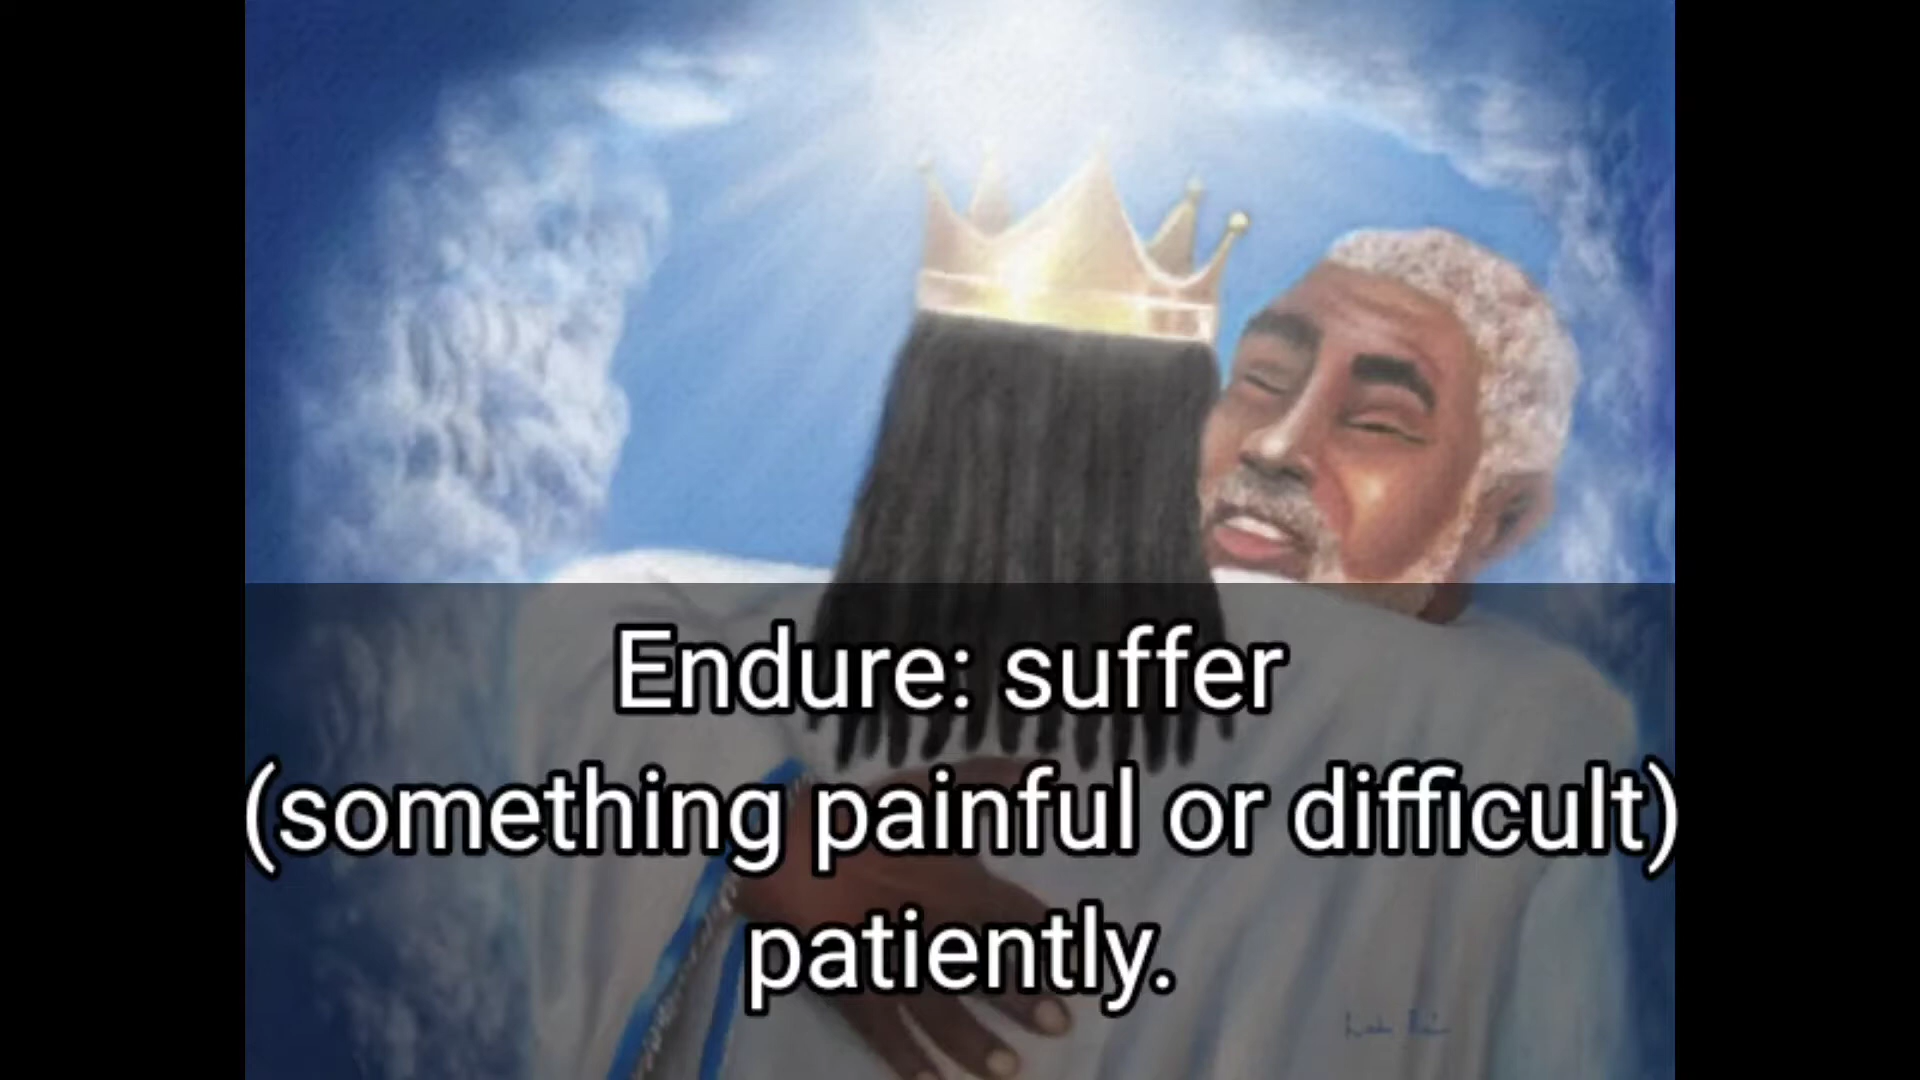 Endure: suffer
(something painful or difficult)
patiently.